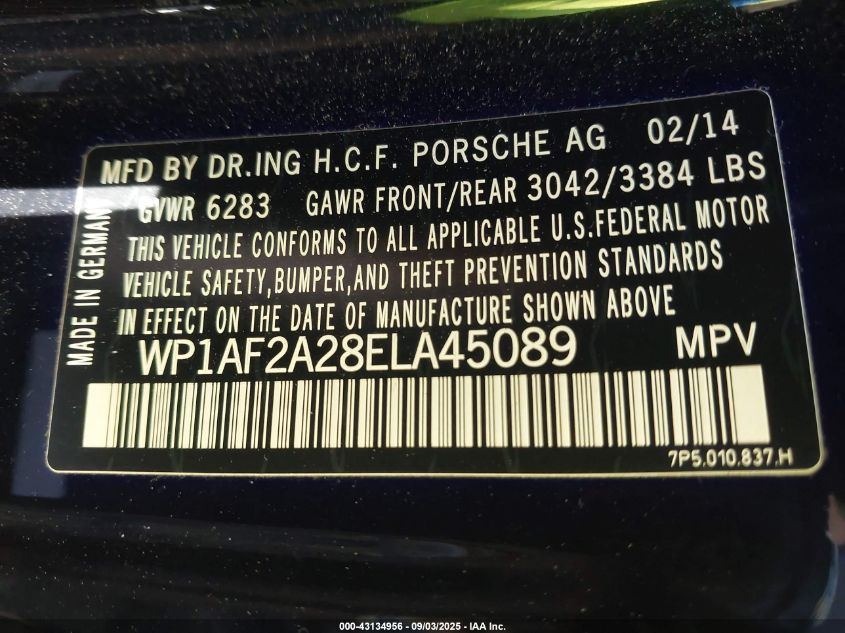 MFD BY DR.ING H.C.F. PORSCHE AG 02/14
GVWR 6283 GAWR FRONT/REAR 3042/3384 LBS
THIS VEHICLE CONFORMS TO ALL APPLICABLE U.S.FEDERAL MOTOR
VEHICLE SAFETY,BUMPER,AND THEFT PREVENTION STANDARDS
IN EFFECT ON THE DATE OF MANUFACTURE SHOWN ABOVE
MADE IN GERMANY
WP1AF2A28ELA45089 MPV
7P5.010.837.H
000-43134956 - 09/03/2025 - IAA Inc.